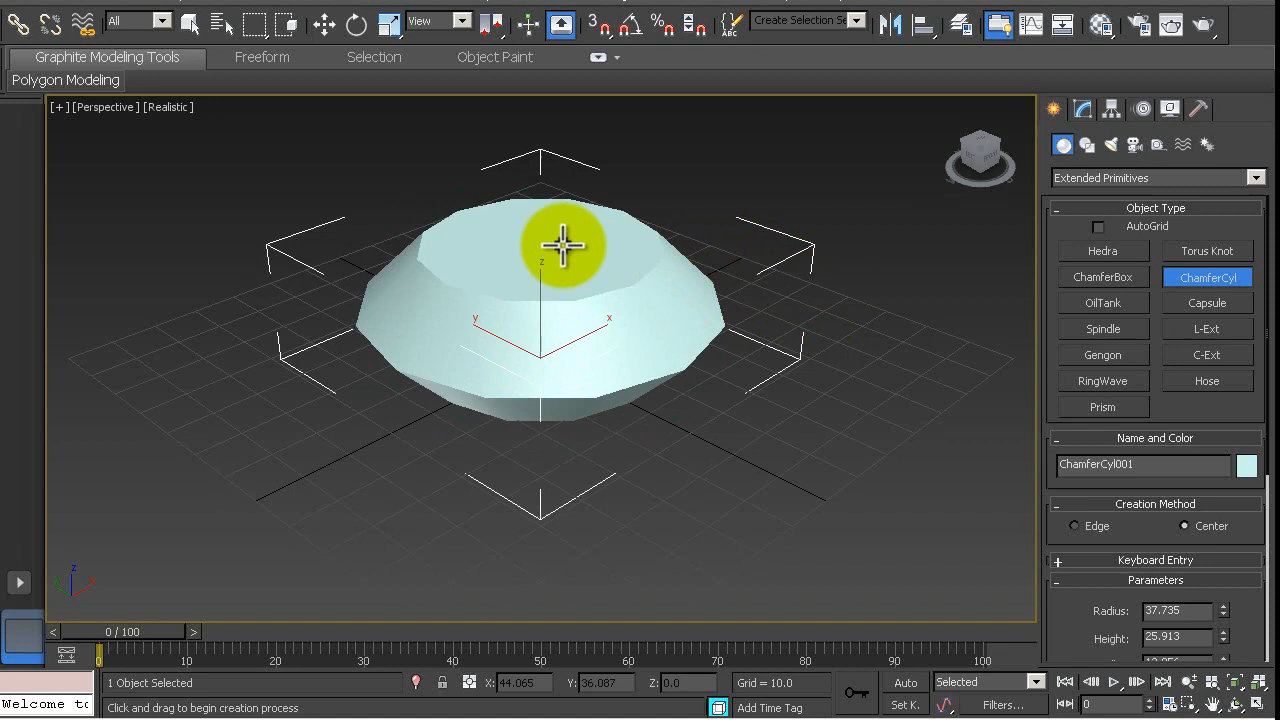 All
View
3
%
ABC
Create Selection Se
Graphite Modeling Tools
Freeform
Selection
Object Paint
Polygon Modeling
[+][Perspective][Realistic]
Extended Primitives
- Object Type
AutoGrid
Hedra
Torus Knot
ChamferBox
ChamferCyl
OilTank
Capsule
Spindle
L-Ext
Gengon
C-Ext
RingWave
Hose
Prism
- Name and Color
ChamferCyl001
- Creation Method
Edge
Center
+ Keyboard Entry
- Parameters
Radius: 37.735
Height: 25.913
z
y
x
z
< 0 / 100 >
0 10 20 30 40 50 60 70 80 90 100
1 Object Selected
X: 44.065
Y: 36.087
Z: 0.0
Grid = 10.0
Auto
Selected
Welcome to
Click and drag to begin creation process
Add Time Tag
Set K.
Filters...
0